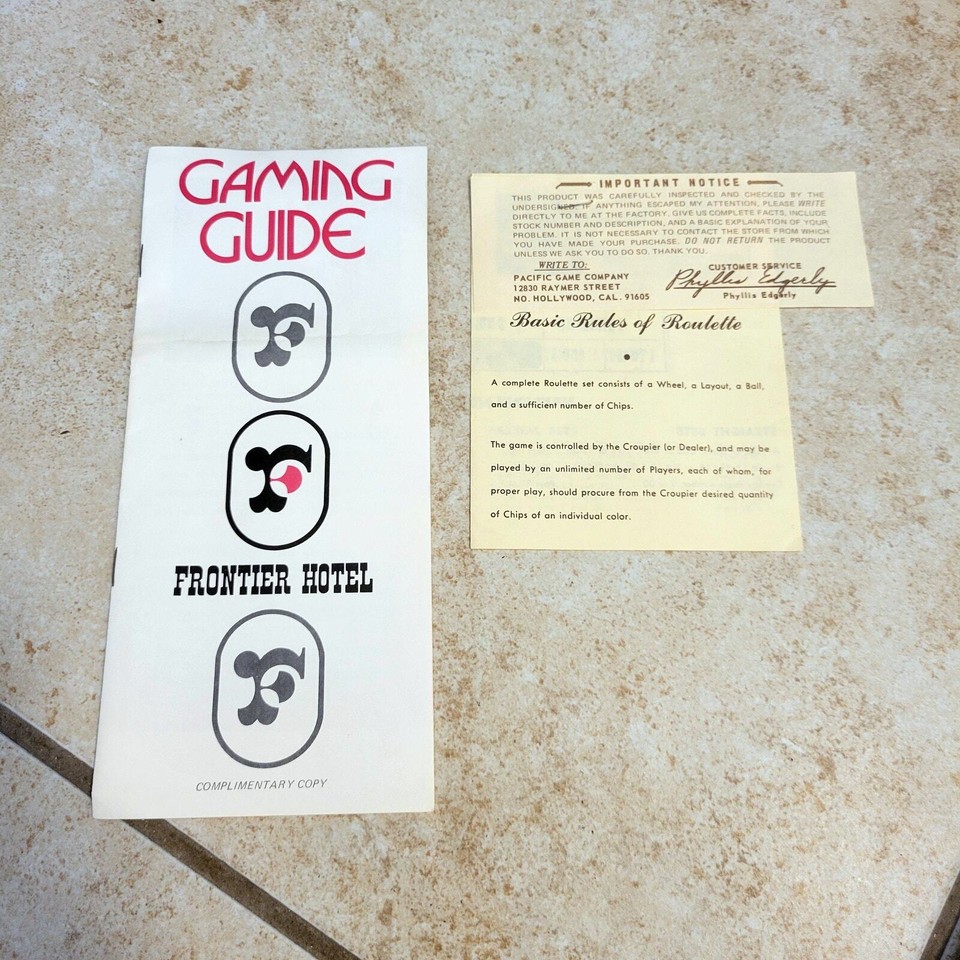 GAMING
GUIDE
F
F
FRONTIER HOTEL
F
COMPLIMENTARY COPY
IMPORTANT NOTICE
THIS PRODUCT WAS CAREFULLY INSPECTED AND CHECKED BY THE
UNDERSIGNED. IF ANYTHING ESCAPED MY ATTENTION, PLEASE WRITE
DIRECTLY TO ME AT THE FACTORY. GIVE US COMPLETE FACTS, INCLUDE
STOCK NUMBER AND DESCRIPTION, AND A BASIC EXPLANATION OF YOUR
PROBLEM. IT IS NOT NECESSARY TO CONTACT THE STORE FROM WHICH
YOU HAVE MADE YOUR PURCHASE. DO NOT RETURN THE PRODUCT
UNLESS WE ASK YOU TO DO SO. THANK YOU.
WRITE TO:
PACIFIC GAME COMPANY
12830 RAYMER STREET
NO. HOLLYWOOD, CAL. 91605
CUSTOMER SERVICE
Phyllis Edgerly
Phyllis Edgerly
Basic Rules of Roulette
A complete Roulette set consists of a Wheel, a Layout, a Ball,
and a sufficient number of Chips.
The game is controlled by the Croupier (or Dealer), and may be
played by an unlimited number of Players, each of whom, for
proper play, should procure from the Croupier desired quantity
of Chips of an individual color.